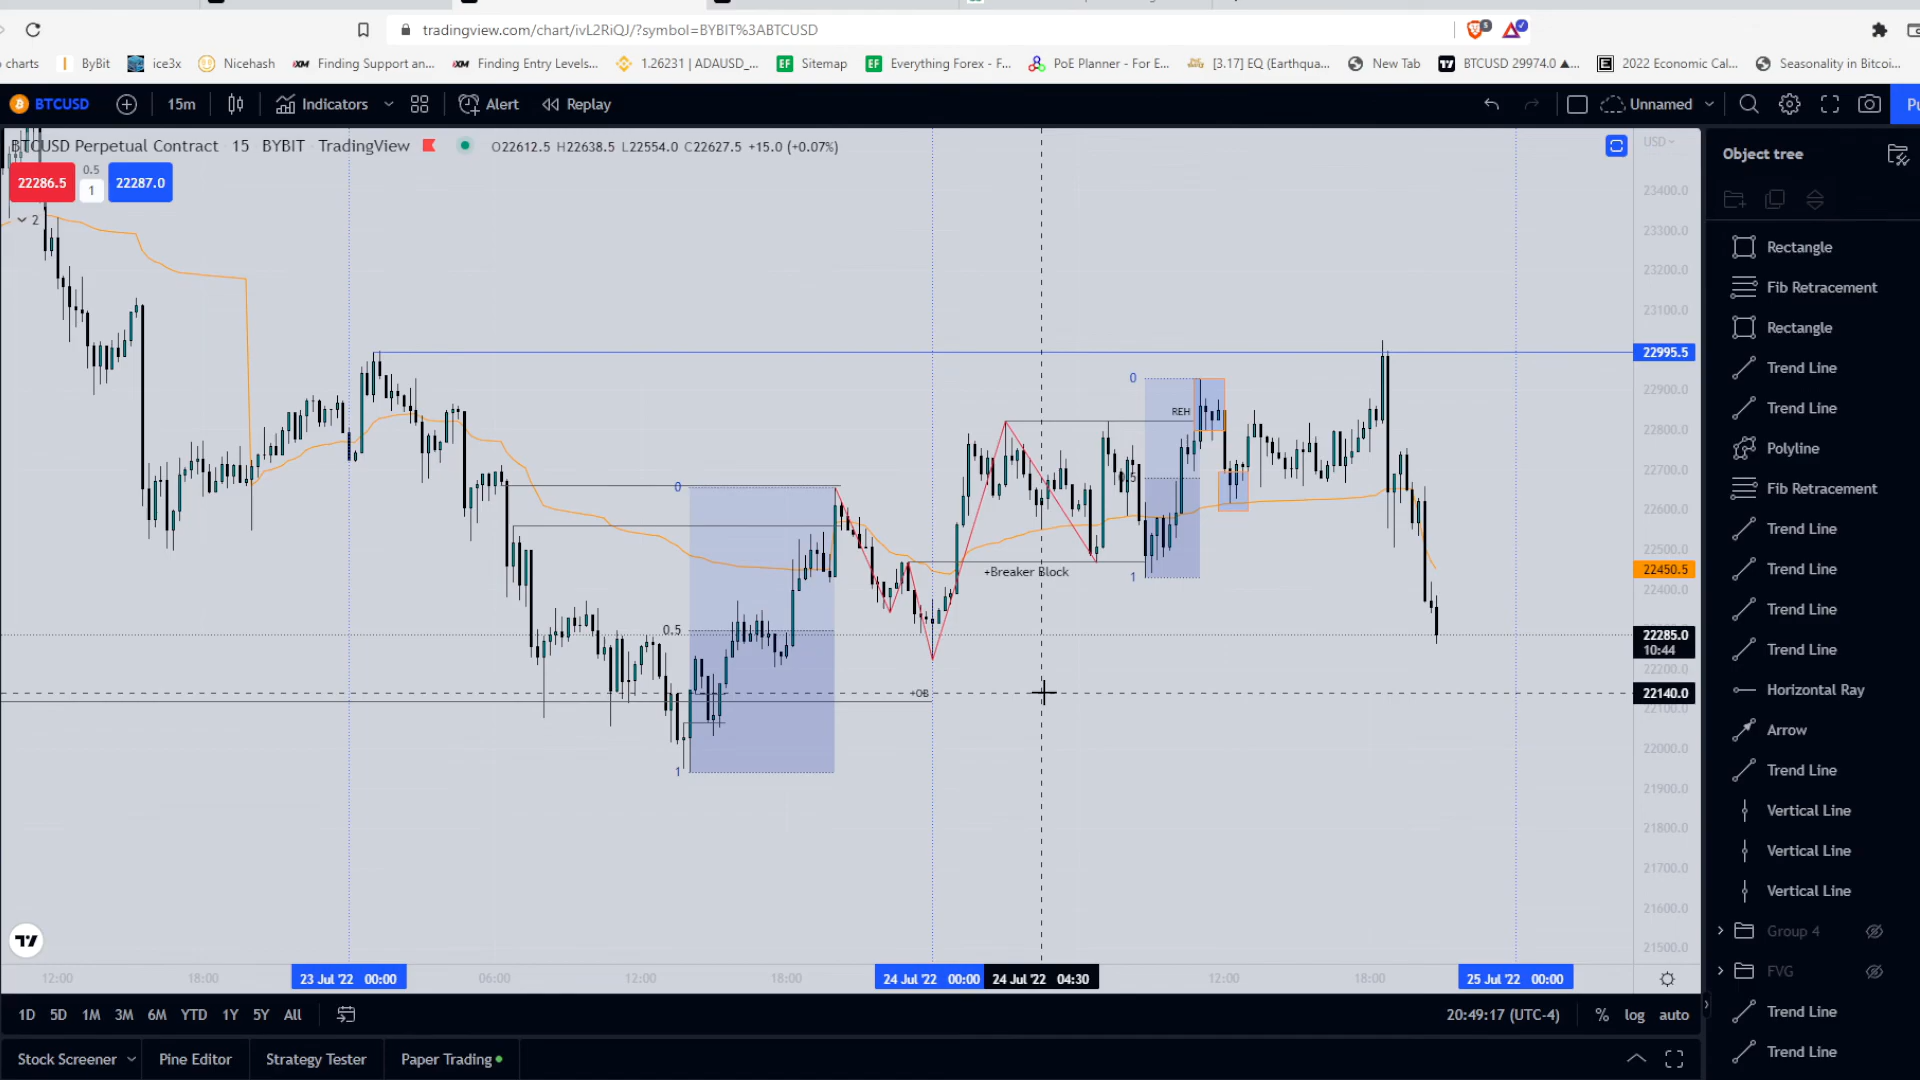 tradingview.com/chart/ivL2RiQJ/?symbol=BYBIT%3ABTCUSD
charts ByBit ice3x Nicehash Finding Support an... Finding Entry Levels... 1.26231 | ADAUSD_... Sitemap Everything Forex - F... PoE Planner - For E... [3.17] EQ (Earthqua... New Tab BTCUSD 29974.0 ▲... 2022 Economic Cal... Seasonality in Bitcoi...
BTCUSD 15m Indicators Alert Replay Unnamed Pu
BTCUSD Perpetual Contract 15 BYBIT TradingView O22612.5 H22638.5 L22554.0 C22627.5 +15.0 (+0.07%)
USD
22286.5 0.5 1 22287.0
2
23400.0
23300.0
23200.0
23100.0
22995.5
22900.0
22800.0
22700.0
22600.0
22500.0
22450.5
22400.0
22285.0
10:44
22200.0
22140.0
22100.0
22000.0
21900.0
21800.0
21700.0
21600.0
21500.0
0
REH
0.5
1
+Breaker Block
0
0.5
1
+OB
12:00 18:00 23 Jul '22 00:00 06:00 12:00 18:00 24 Jul '22 00:00 24 Jul '22 04:30 12:00 18:00 25 Jul '22 00:00
1D 5D 1M 3M 6M YTD 1Y 5Y All 20:49:17 (UTC-4) % log auto
Stock Screener Pine Editor Strategy Tester Paper Trading
Object tree
Rectangle
Fib Retracement
Rectangle
Trend Line
Trend Line
Polyline
Fib Retracement
Trend Line
Trend Line
Trend Line
Trend Line
Horizontal Ray
Arrow
Trend Line
Vertical Line
Vertical Line
Vertical Line
Group 4
FVG
Trend Line
Trend Line